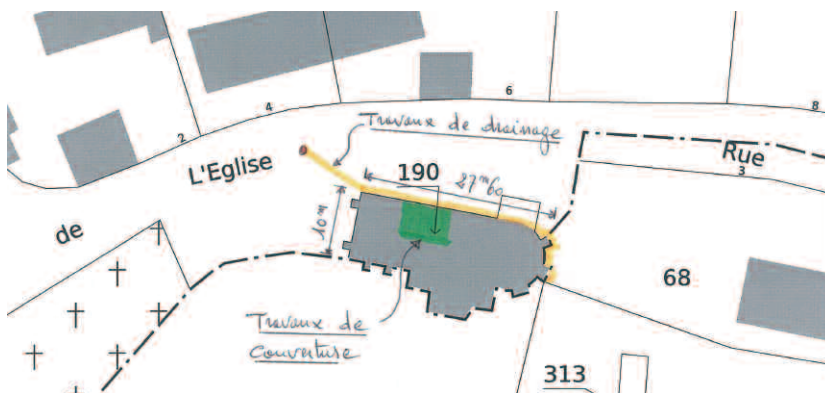 6
8
4
Travaux de drainage
2
Rue
3
L'Eglise
190
27m60
10m
de
68
Travaux de
couverture
313